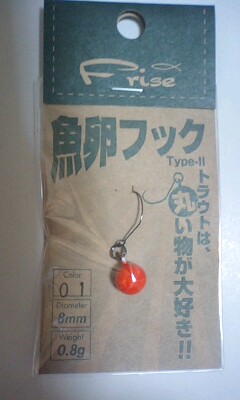 Prise
魚卵フック
Type-II
トラウトは、
丸い物が大好き!!
Color
01
Diameter
8mm
Weight
0.8g